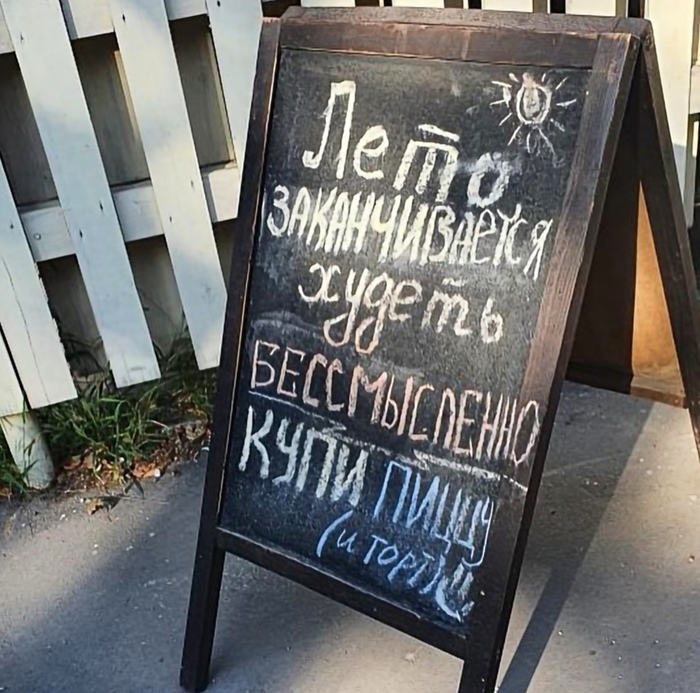 Лето
ЗАКАНЧИВАЕТСЯ
худеть
БЕССМЫСЛЕННО
КУПИ ПИЦЦУ
(и торт)